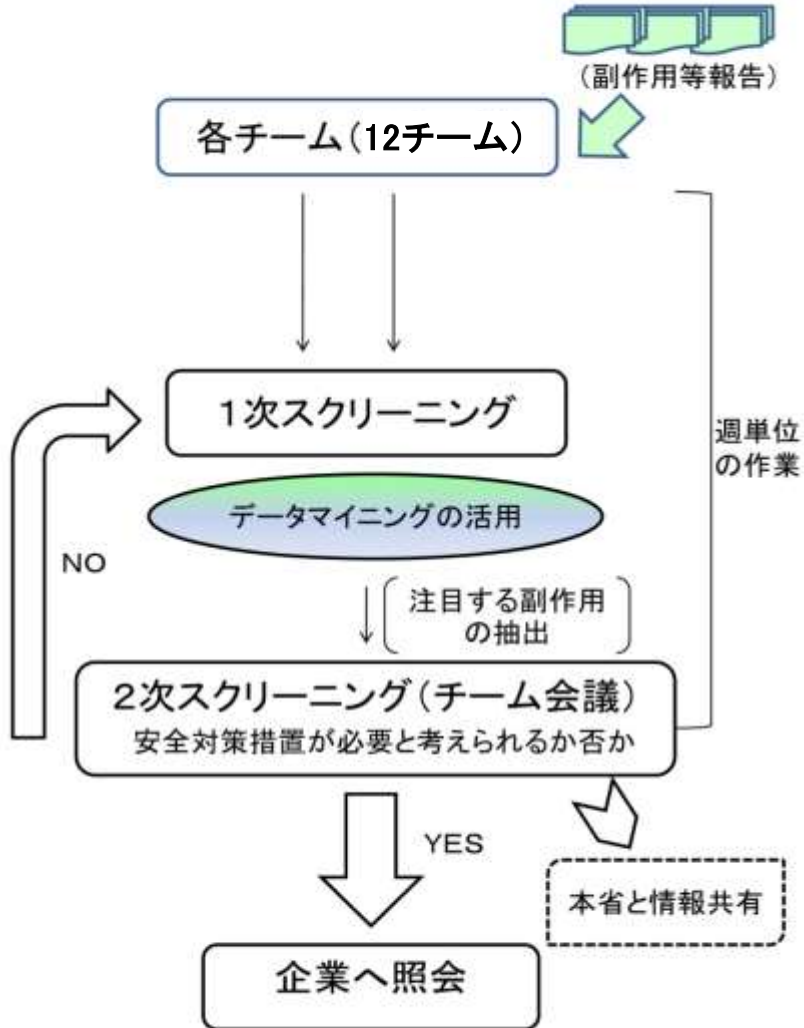 (副作用等報告)
各チーム(12チーム)
1次スクリーニング
週単位
の作業
データマイニングの活用
NO
注目する副作用
の抽出
2次スクリーニング(チーム会議)
安全対策措置が必要と考えられるか否か
YES
本省と情報共有
企業へ照会